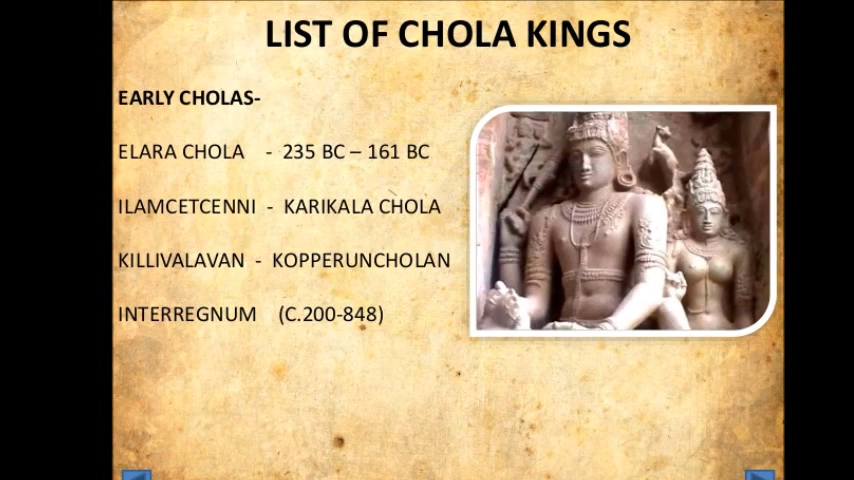 LIST OF CHOLA KINGS
EARLY CHOLAS-
ELARA CHOLA - 235 BC – 161 BC
ILAMCETCENNI - KARIKALA CHOLA
KILLIVALAVAN - KOPPERUNCHOLAN
INTERREGNUM (C.200-848)